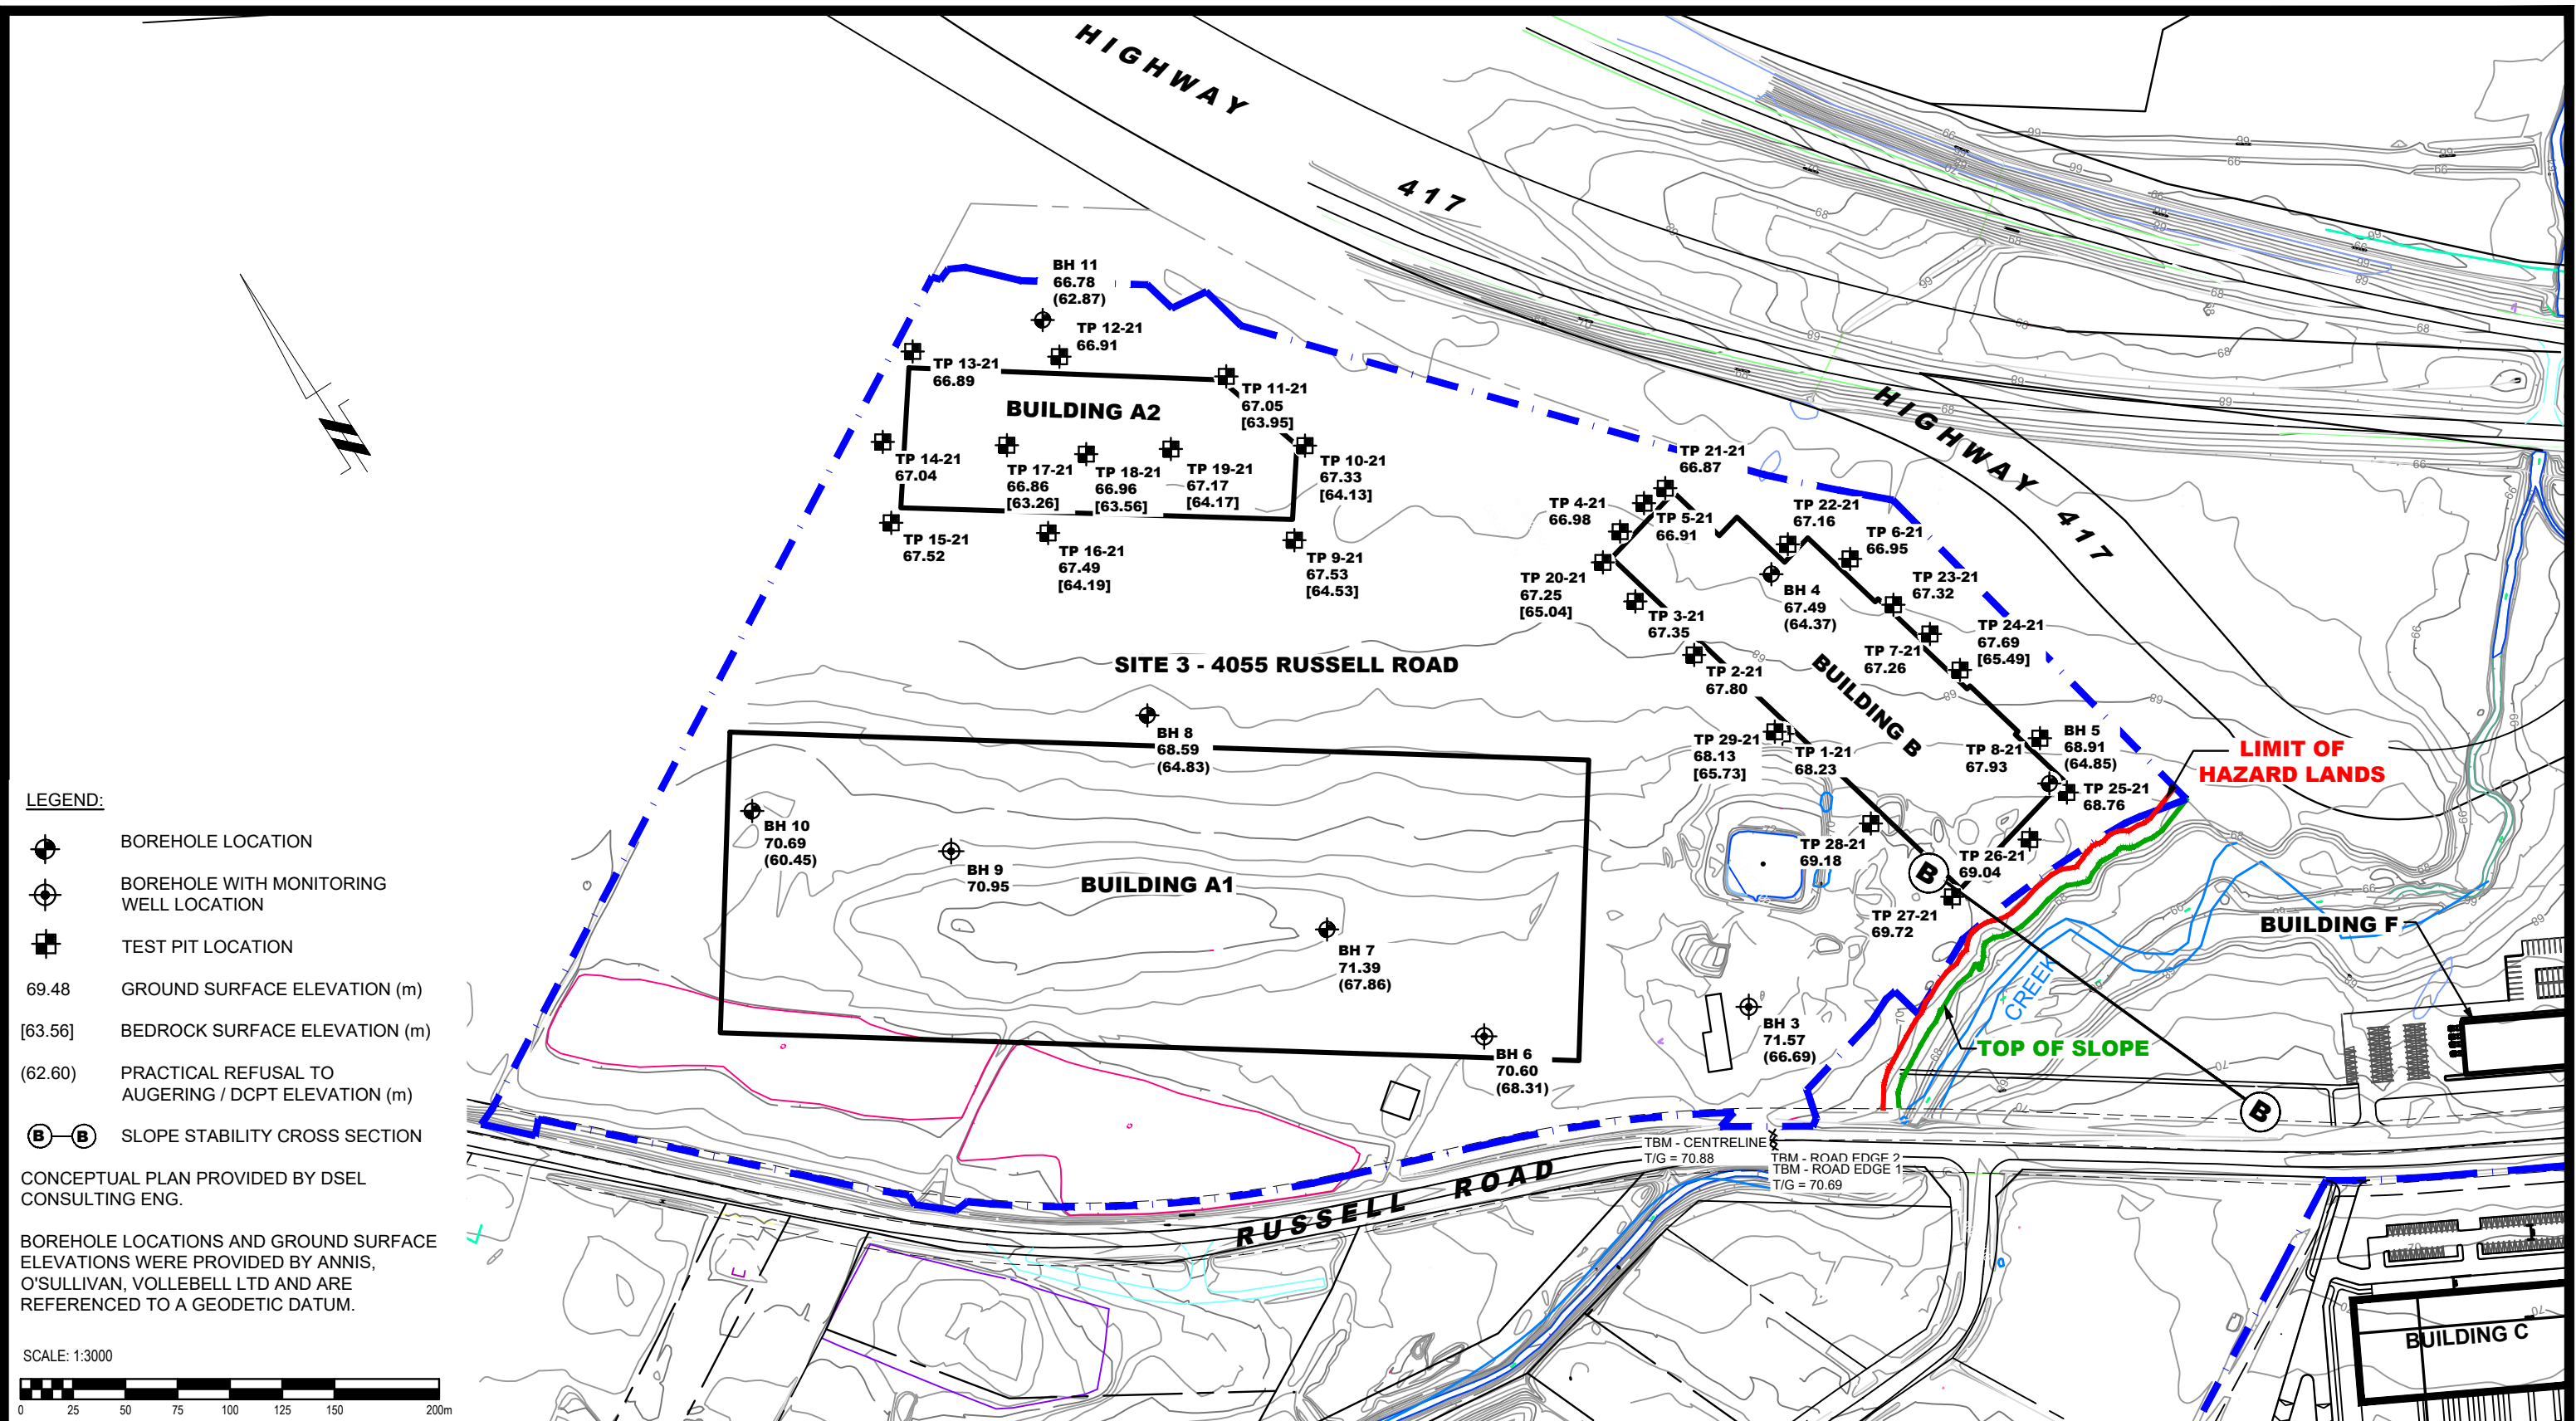 HIGHWAY
417
HIGHWAY
417
BH 11
66.78
(62.87)
TP 12-21
66.91
TP 13-21
66.89
TP 11-21
67.05
[63.95]
BUILDING A2
TP 14-21
67.04
TP 17-21
66.86
[63.26]
TP 18-21
66.96
[63.56]
TP 19-21
67.17
[64.17]
TP 10-21
67.33
[64.13]
TP 15-21
67.52
TP 16-21
67.49
[64.19]
TP 9-21
67.53
[64.53]
TP 21-21
66.87
TP 4-21
66.98
TP 5-21
66.91
TP 22-21
67.16
TP 6-21
66.95
TP 20-21
67.25
[65.04]
TP 3-21
67.35
BH 4
67.49
(64.37)
TP 23-21
67.32
TP 24-21
67.69
[65.49]
TP 7-21
67.26
TP 2-21
67.80
BUILDING B
SITE 3 - 4055 RUSSELL ROAD
BH 8
68.59
(64.83)
TP 29-21
68.13
[65.73]
TP 1-21
68.23
TP 8-21
67.93
BH 5
68.91
(64.85)
TP 25-21
68.76
LIMIT OF
HAZARD LANDS
BH 10
70.69
(60.45)
BH 9
70.95
BUILDING A1
TP 28-21
69.18
TP 26-21
69.04
B
TP 27-21
69.72
BUILDING F
BH 7
71.39
(67.86)
CREEK
BH 3
71.57
(66.69)
TOP OF SLOPE
BH 6
70.60
(68.31)
B
TBM - CENTRELINE
T/G = 70.88
TBM - ROAD EDGE 2
TBM - ROAD EDGE 1
T/G = 70.69
RUSSELL ROAD
BUILDING C
LEGEND:
BOREHOLE LOCATION
BOREHOLE WITH MONITORING
WELL LOCATION
TEST PIT LOCATION
69.48 GROUND SURFACE ELEVATION (m)
[63.56] BEDROCK SURFACE ELEVATION (m)
(62.60) PRACTICAL REFUSAL TO
AUGERING / DCPT ELEVATION (m)
B B SLOPE STABILITY CROSS SECTION
CONCEPTUAL PLAN PROVIDED BY DSEL
CONSULTING ENG.
BOREHOLE LOCATIONS AND GROUND SURFACE
ELEVATIONS WERE PROVIDED BY ANNIS,
O'SULLIVAN, VOLLEBELL LTD AND ARE
REFERENCED TO A GEODETIC DATUM.
SCALE: 1:3000
0 25 50 75 100 125 150 200m